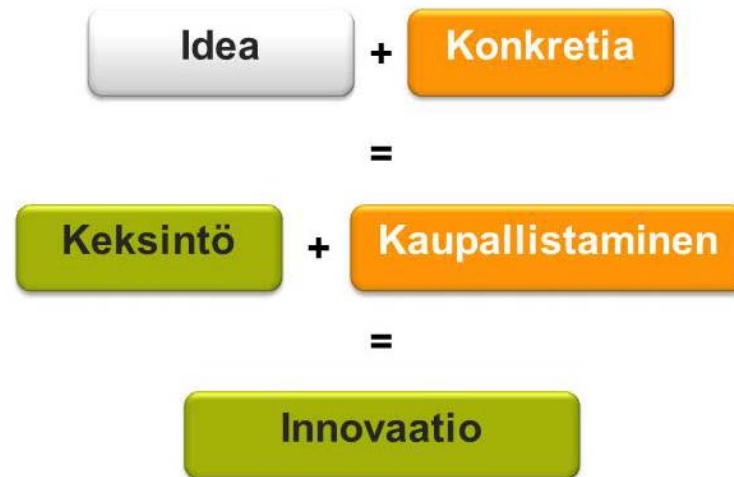 Idea + Konkretia
=
Keksintö + Kaupallistaminen
=
Innovaatio